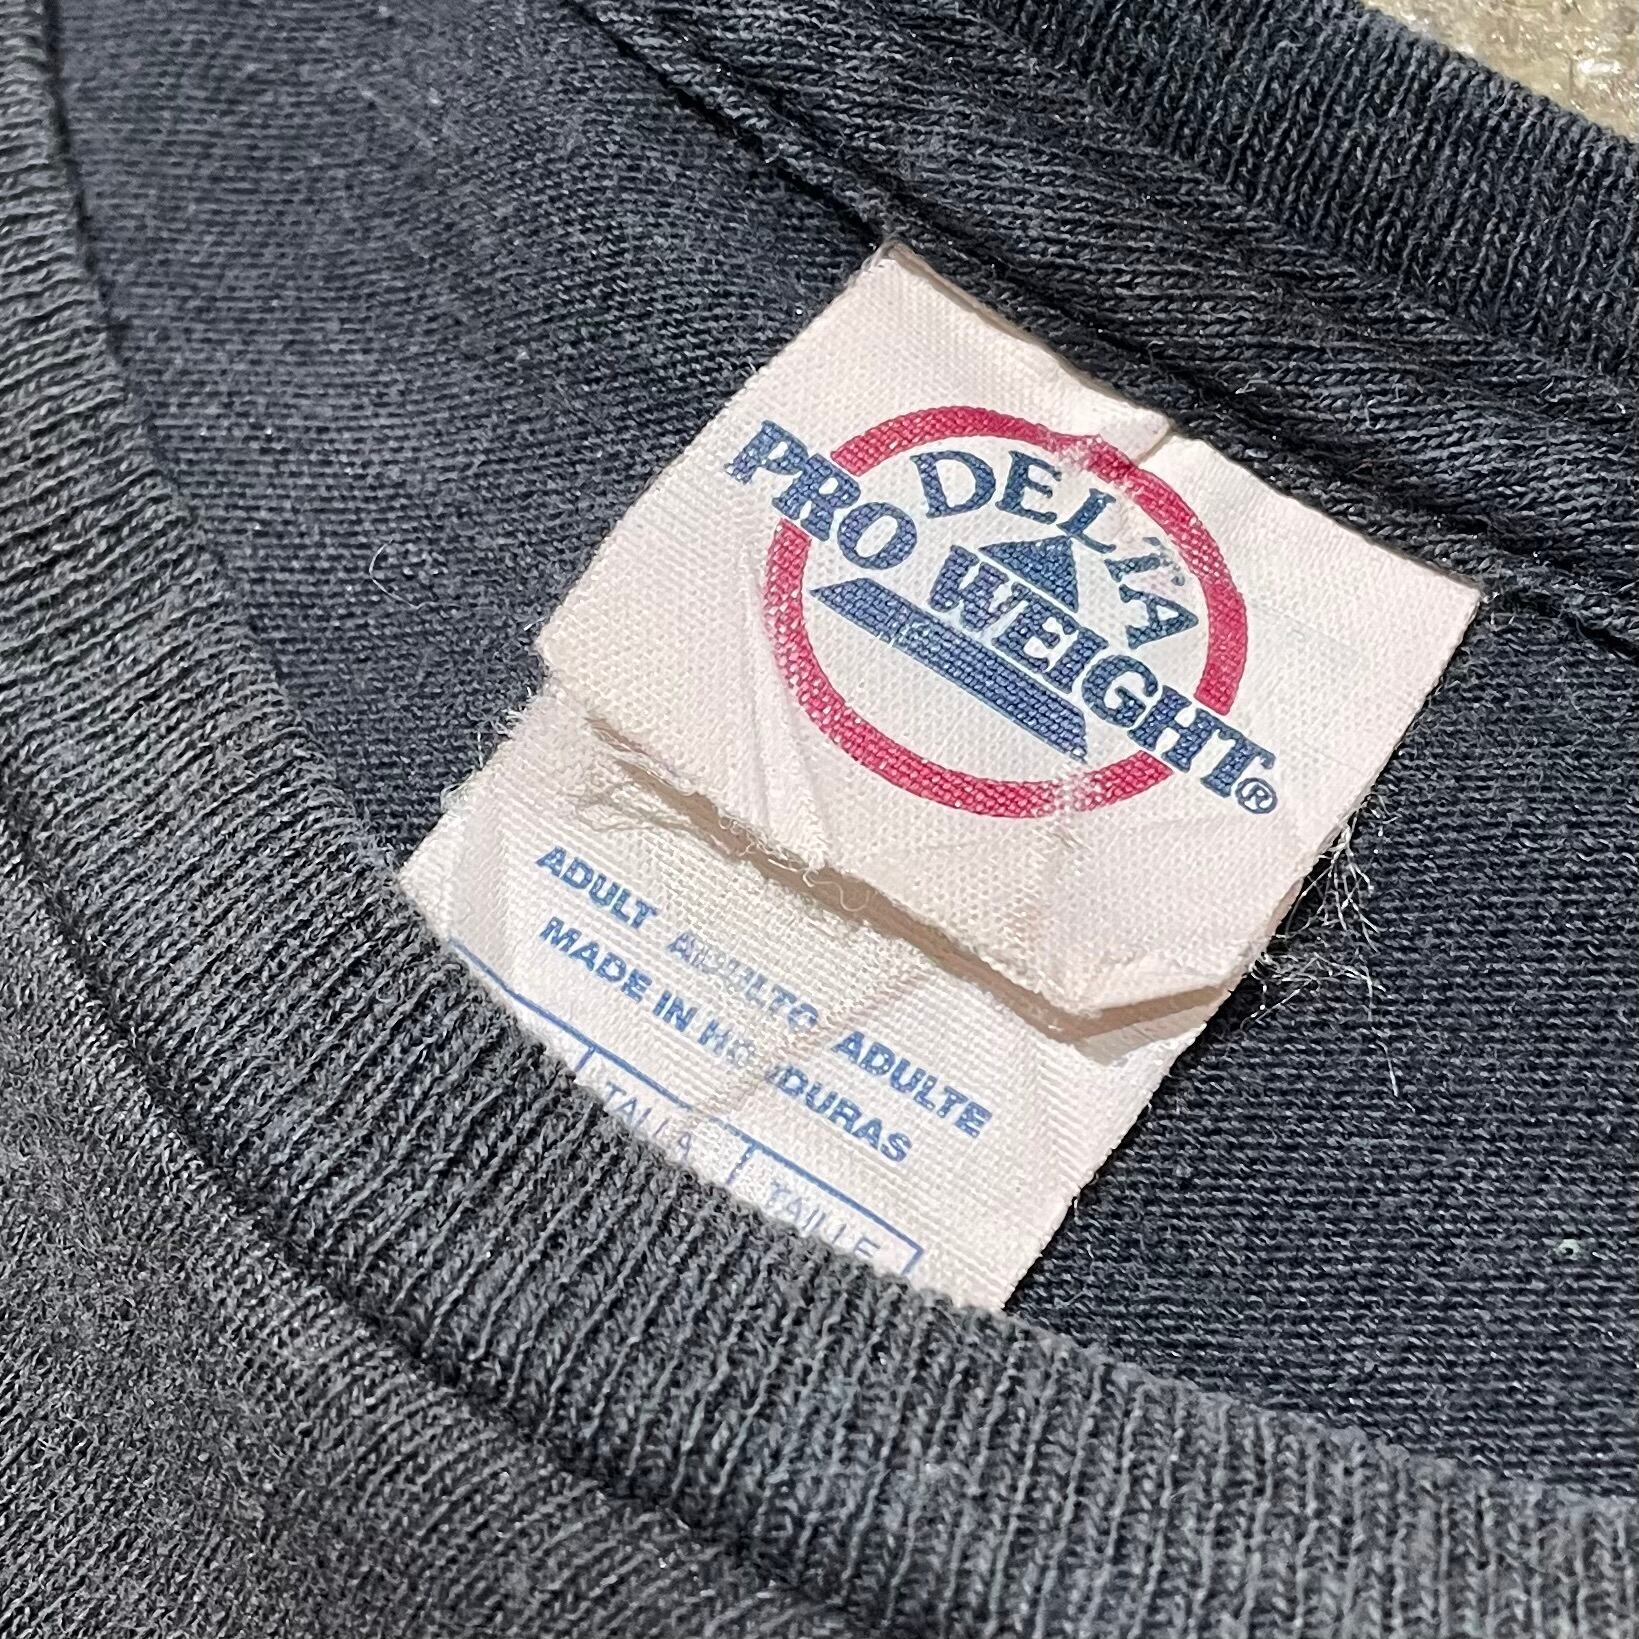 DELTA
PRO WEIGHT®
ADULT ADULTO ADULTE
MADE IN HONDURAS
TALLA TAILLE